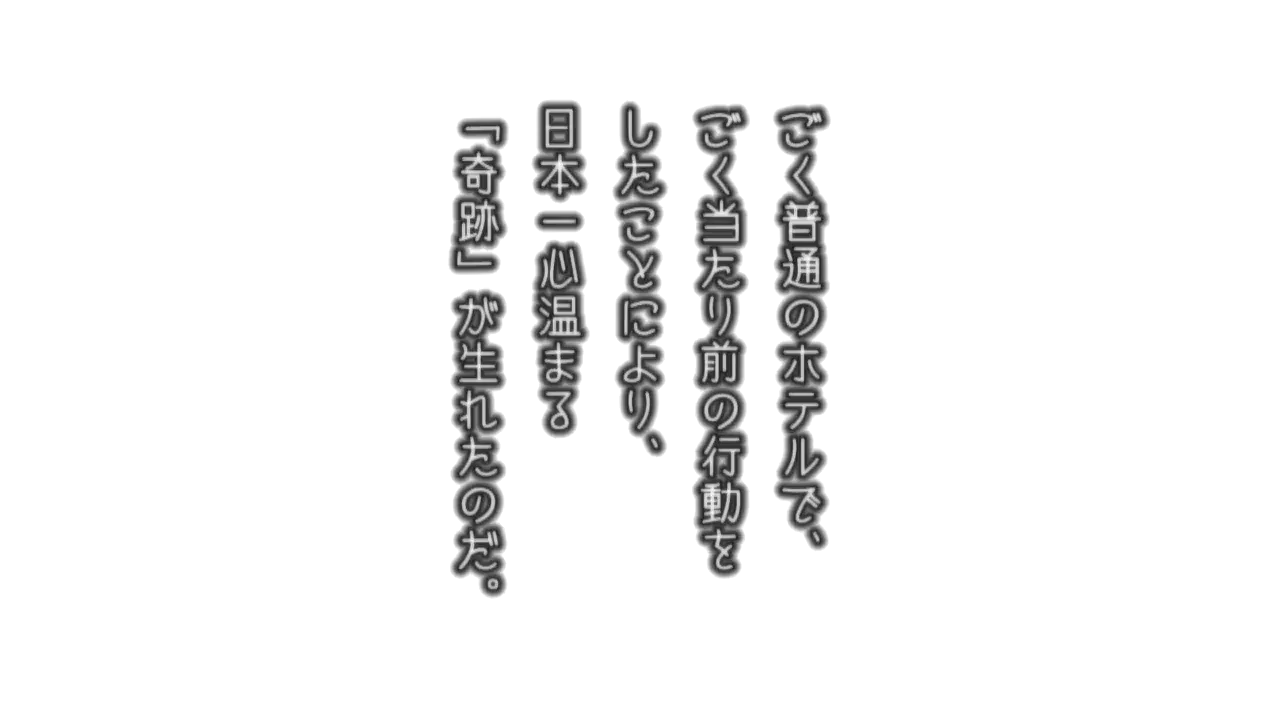 ごく普通のホテルで、
ごく当たり前の行動を
したことにより、
日本一心温まる
「奇跡」が生れたのだ。